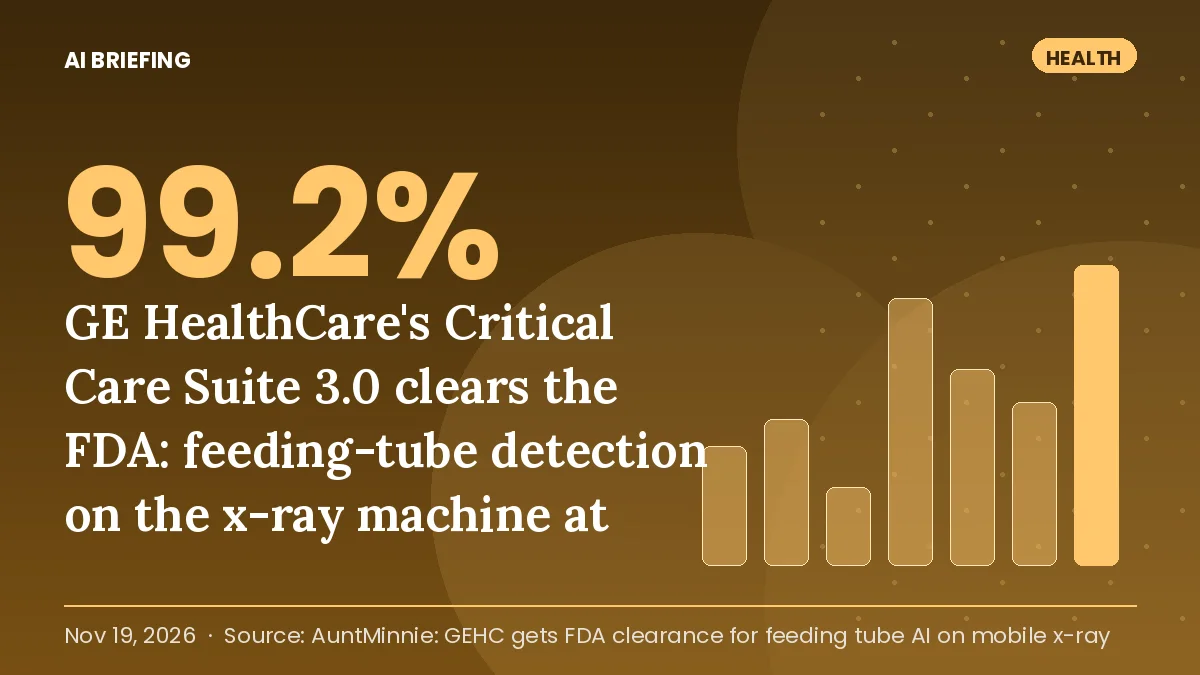 AI BRIEFING
HEALTH
99.2%
GE HealthCare's Critical
Care Suite 3.0 clears the
FDA: feeding-tube detection
on the x-ray machine at
Nov 19, 2026 · Source: AuntMinnie: GEHC gets FDA clearance for feeding tube AI on mobile x-ray